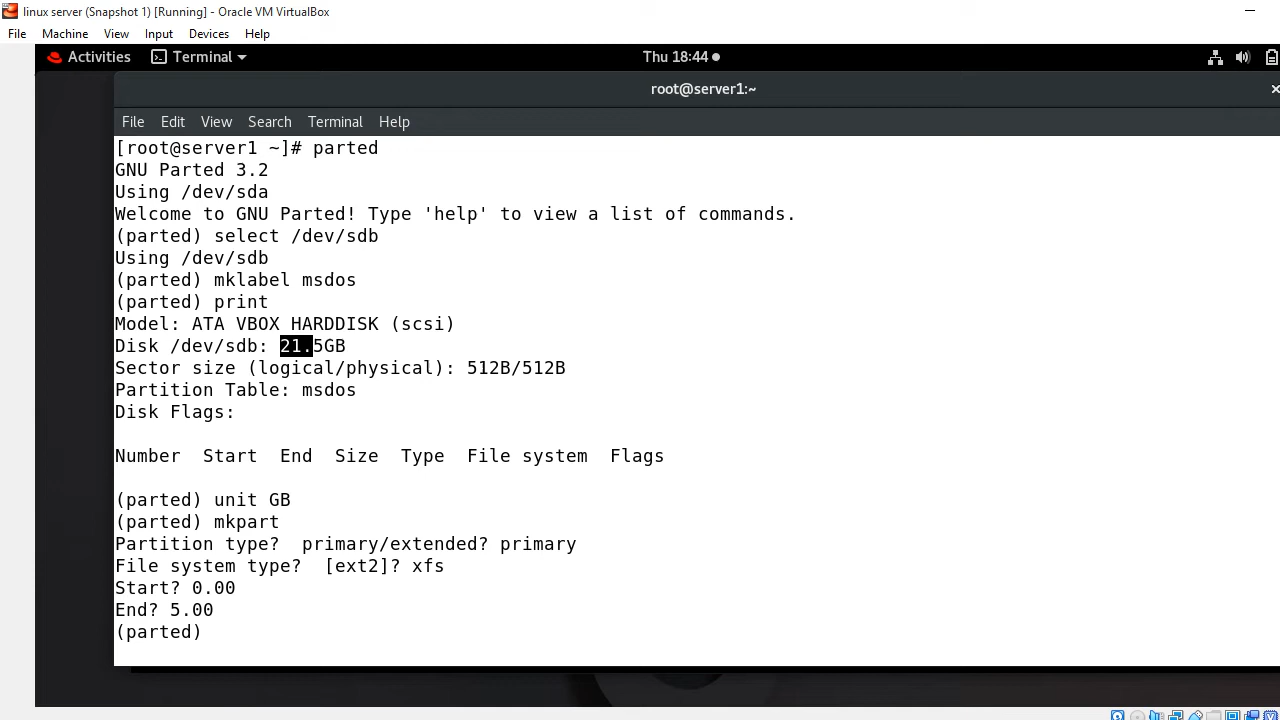 linux server (Snapshot 1) [Running] - Oracle VM VirtualBox
File Machine View Input Devices Help
Activities Terminal Thu 18:44
root@server1:~
File Edit View Search Terminal Help
[root@server1 ~]# parted
GNU Parted 3.2
Using /dev/sda
Welcome to GNU Parted! Type 'help' to view a list of commands.
(parted) select /dev/sdb
Using /dev/sdb
(parted) mklabel msdos
(parted) print
Model: ATA VBOX HARDDISK (scsi)
Disk /dev/sdb: 21.5GB
Sector size (logical/physical): 512B/512B
Partition Table: msdos
Disk Flags:
Number  Start  End  Size  Type  File system  Flags
(parted) unit GB
(parted) mkpart
Partition type?  primary/extended? primary
File system type?  [ext2]? xfs
Start? 0.00
End? 5.00
(parted)